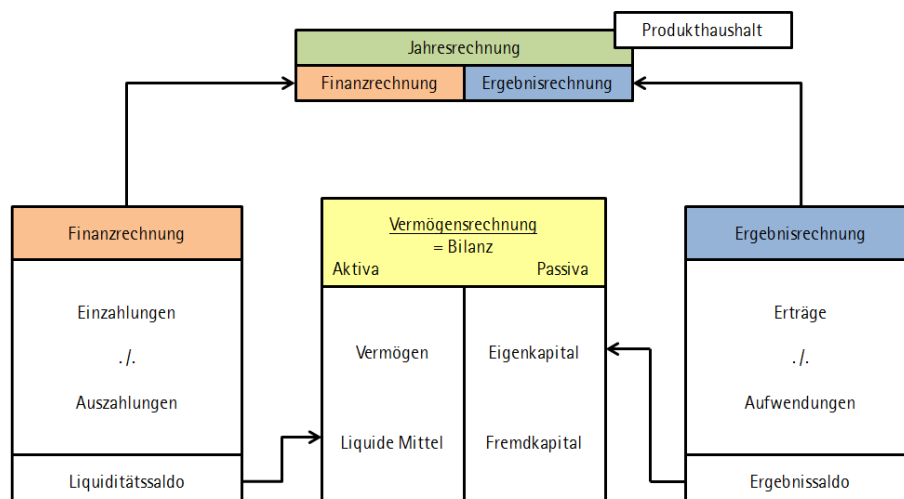 Produkthaushalt
Jahresrechnung
Finanzrechnung
Ergebnisrechnung
Finanzrechnung
Einzahlungen
./.
Auszahlungen
Liquiditätssaldo
Vermögensrechnung
= Bilanz
Aktiva
Passiva
Vermögen
Eigenkapital
Liquide Mittel
Fremdkapital
Ergebnisrechnung
Erträge
./.
Aufwendungen
Ergebnissaldo